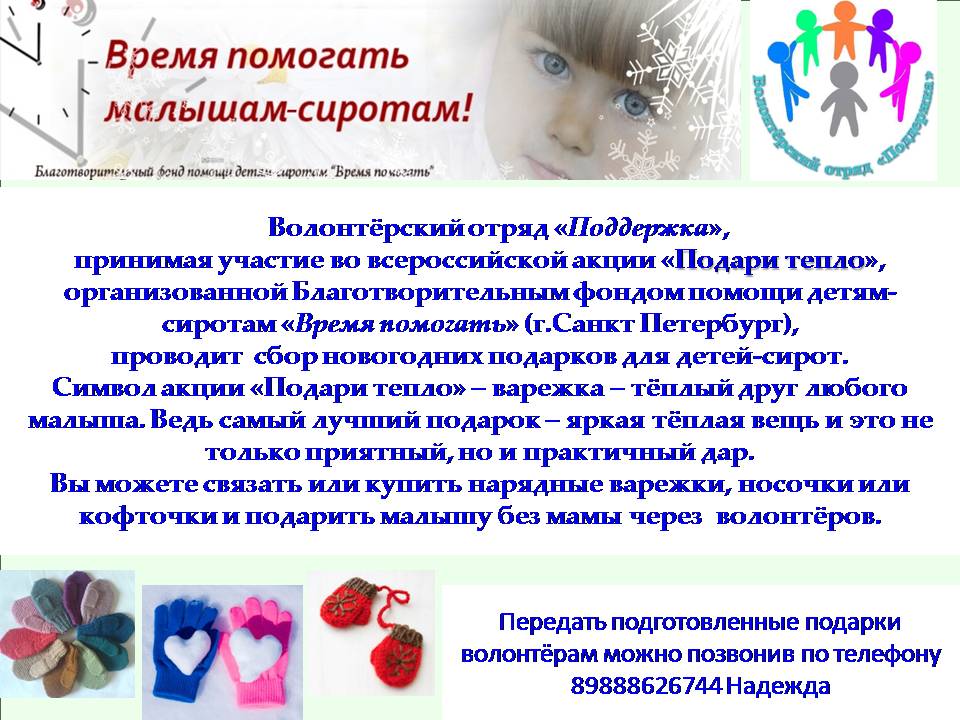 Время помогать
малышам-сиротам!
Благотворительный фонд помощи детям-сиротам "Время помогать"
Волонтёрский отряд «Поддержка»
Волонтёрский отряд «Поддержка»,
принимая участие во всероссийской акции «Подари тепло»,
организованной Благотворительным фондом помощи детям-
сиротам «Время помогать» (г.Санкт Петербург),
проводит сбор новогодних подарков для детей-сирот.
Символ акции «Подари тепло» – варежка – тёплый друг любого
малыша. Ведь самый лучший подарок – яркая тёплая вещь и это не
только приятный, но и практичный дар.
Вы можете связать или купить нарядные варежки, носочки или
кофточки и подарить малышу без мамы через волонтёров.
Передать подготовленные подарки
волонтёрам можно позвонив по телефону
89888626744 Надежда